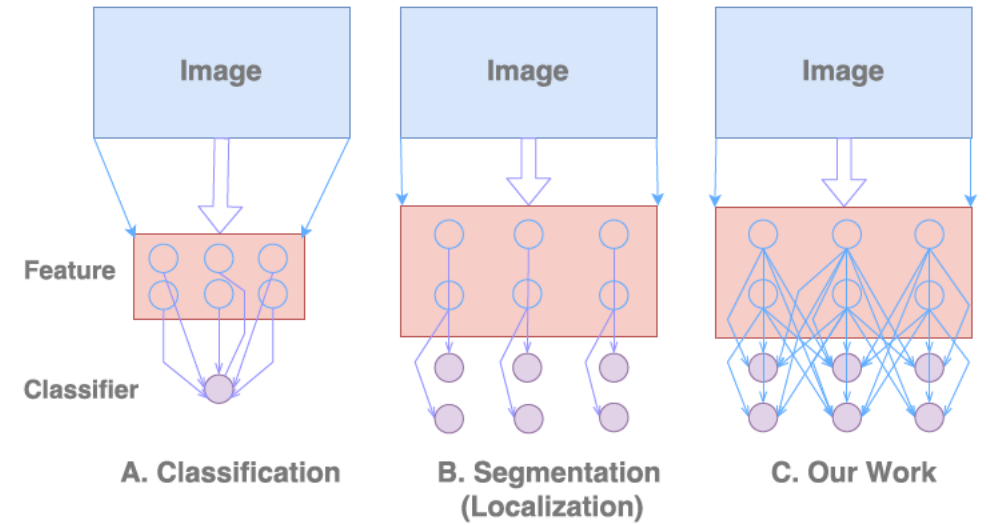 Image
Image
Image
Feature
Classifier
A. Classification
B. Segmentation
(Localization)
C. Our Work